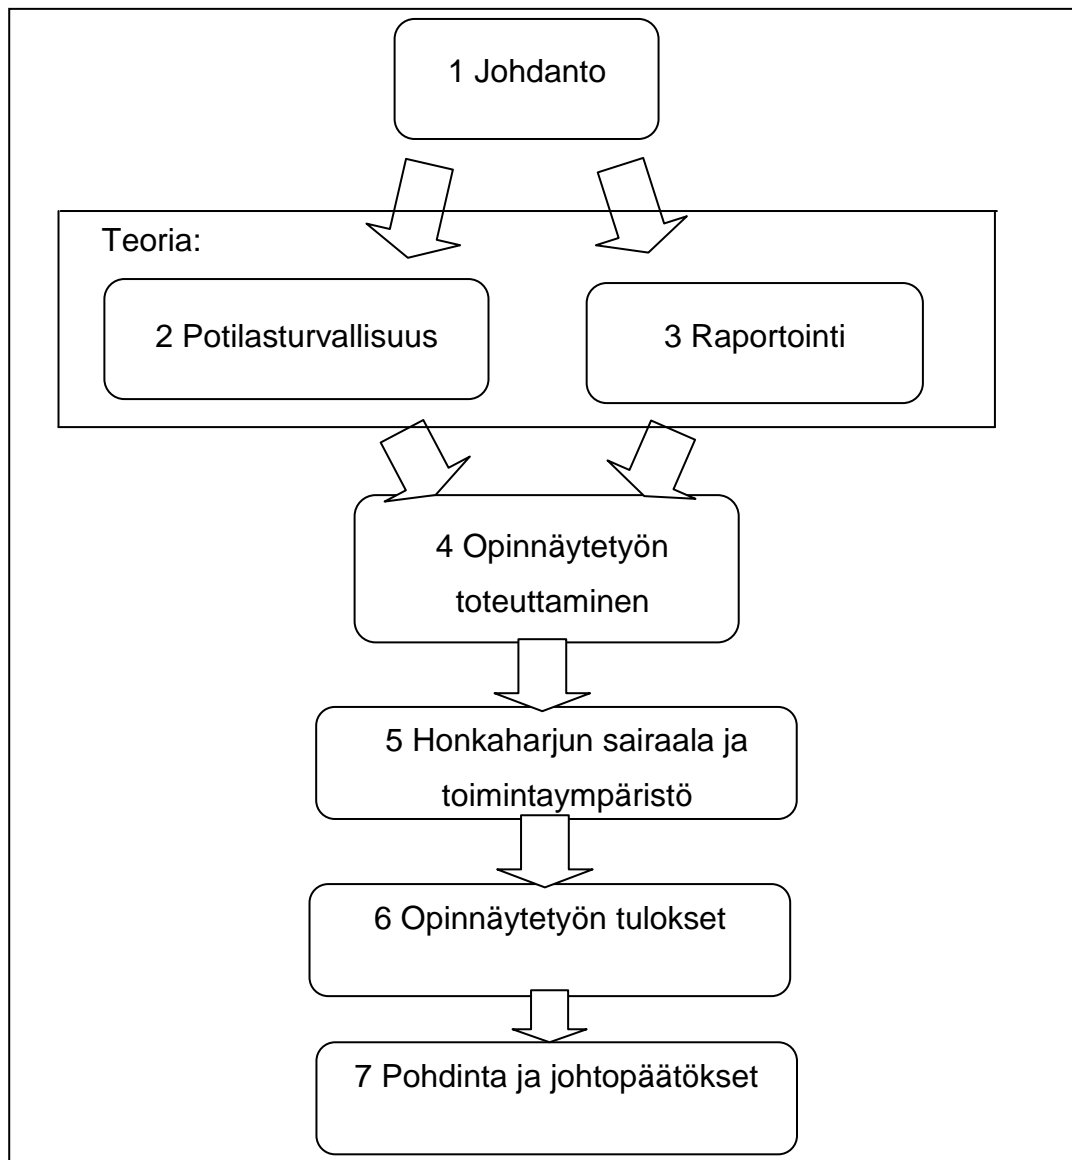 1 Johdanto
Teoria:
2 Potilasturvallisuus
3 Raportointi
4 Opinnäytetyön
toteuttaminen
5 Honkaharjun sairaala ja
toimintaympäristö
6 Opinnäytetyön tulokset
7 Pohdinta ja johtopäätökset